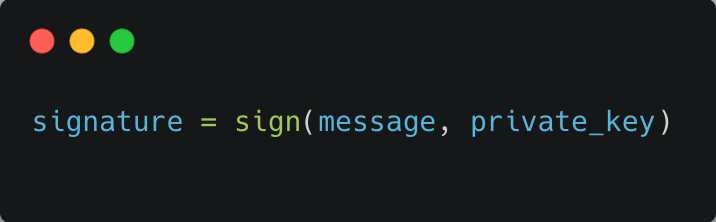 signature = sign(message, private_key)